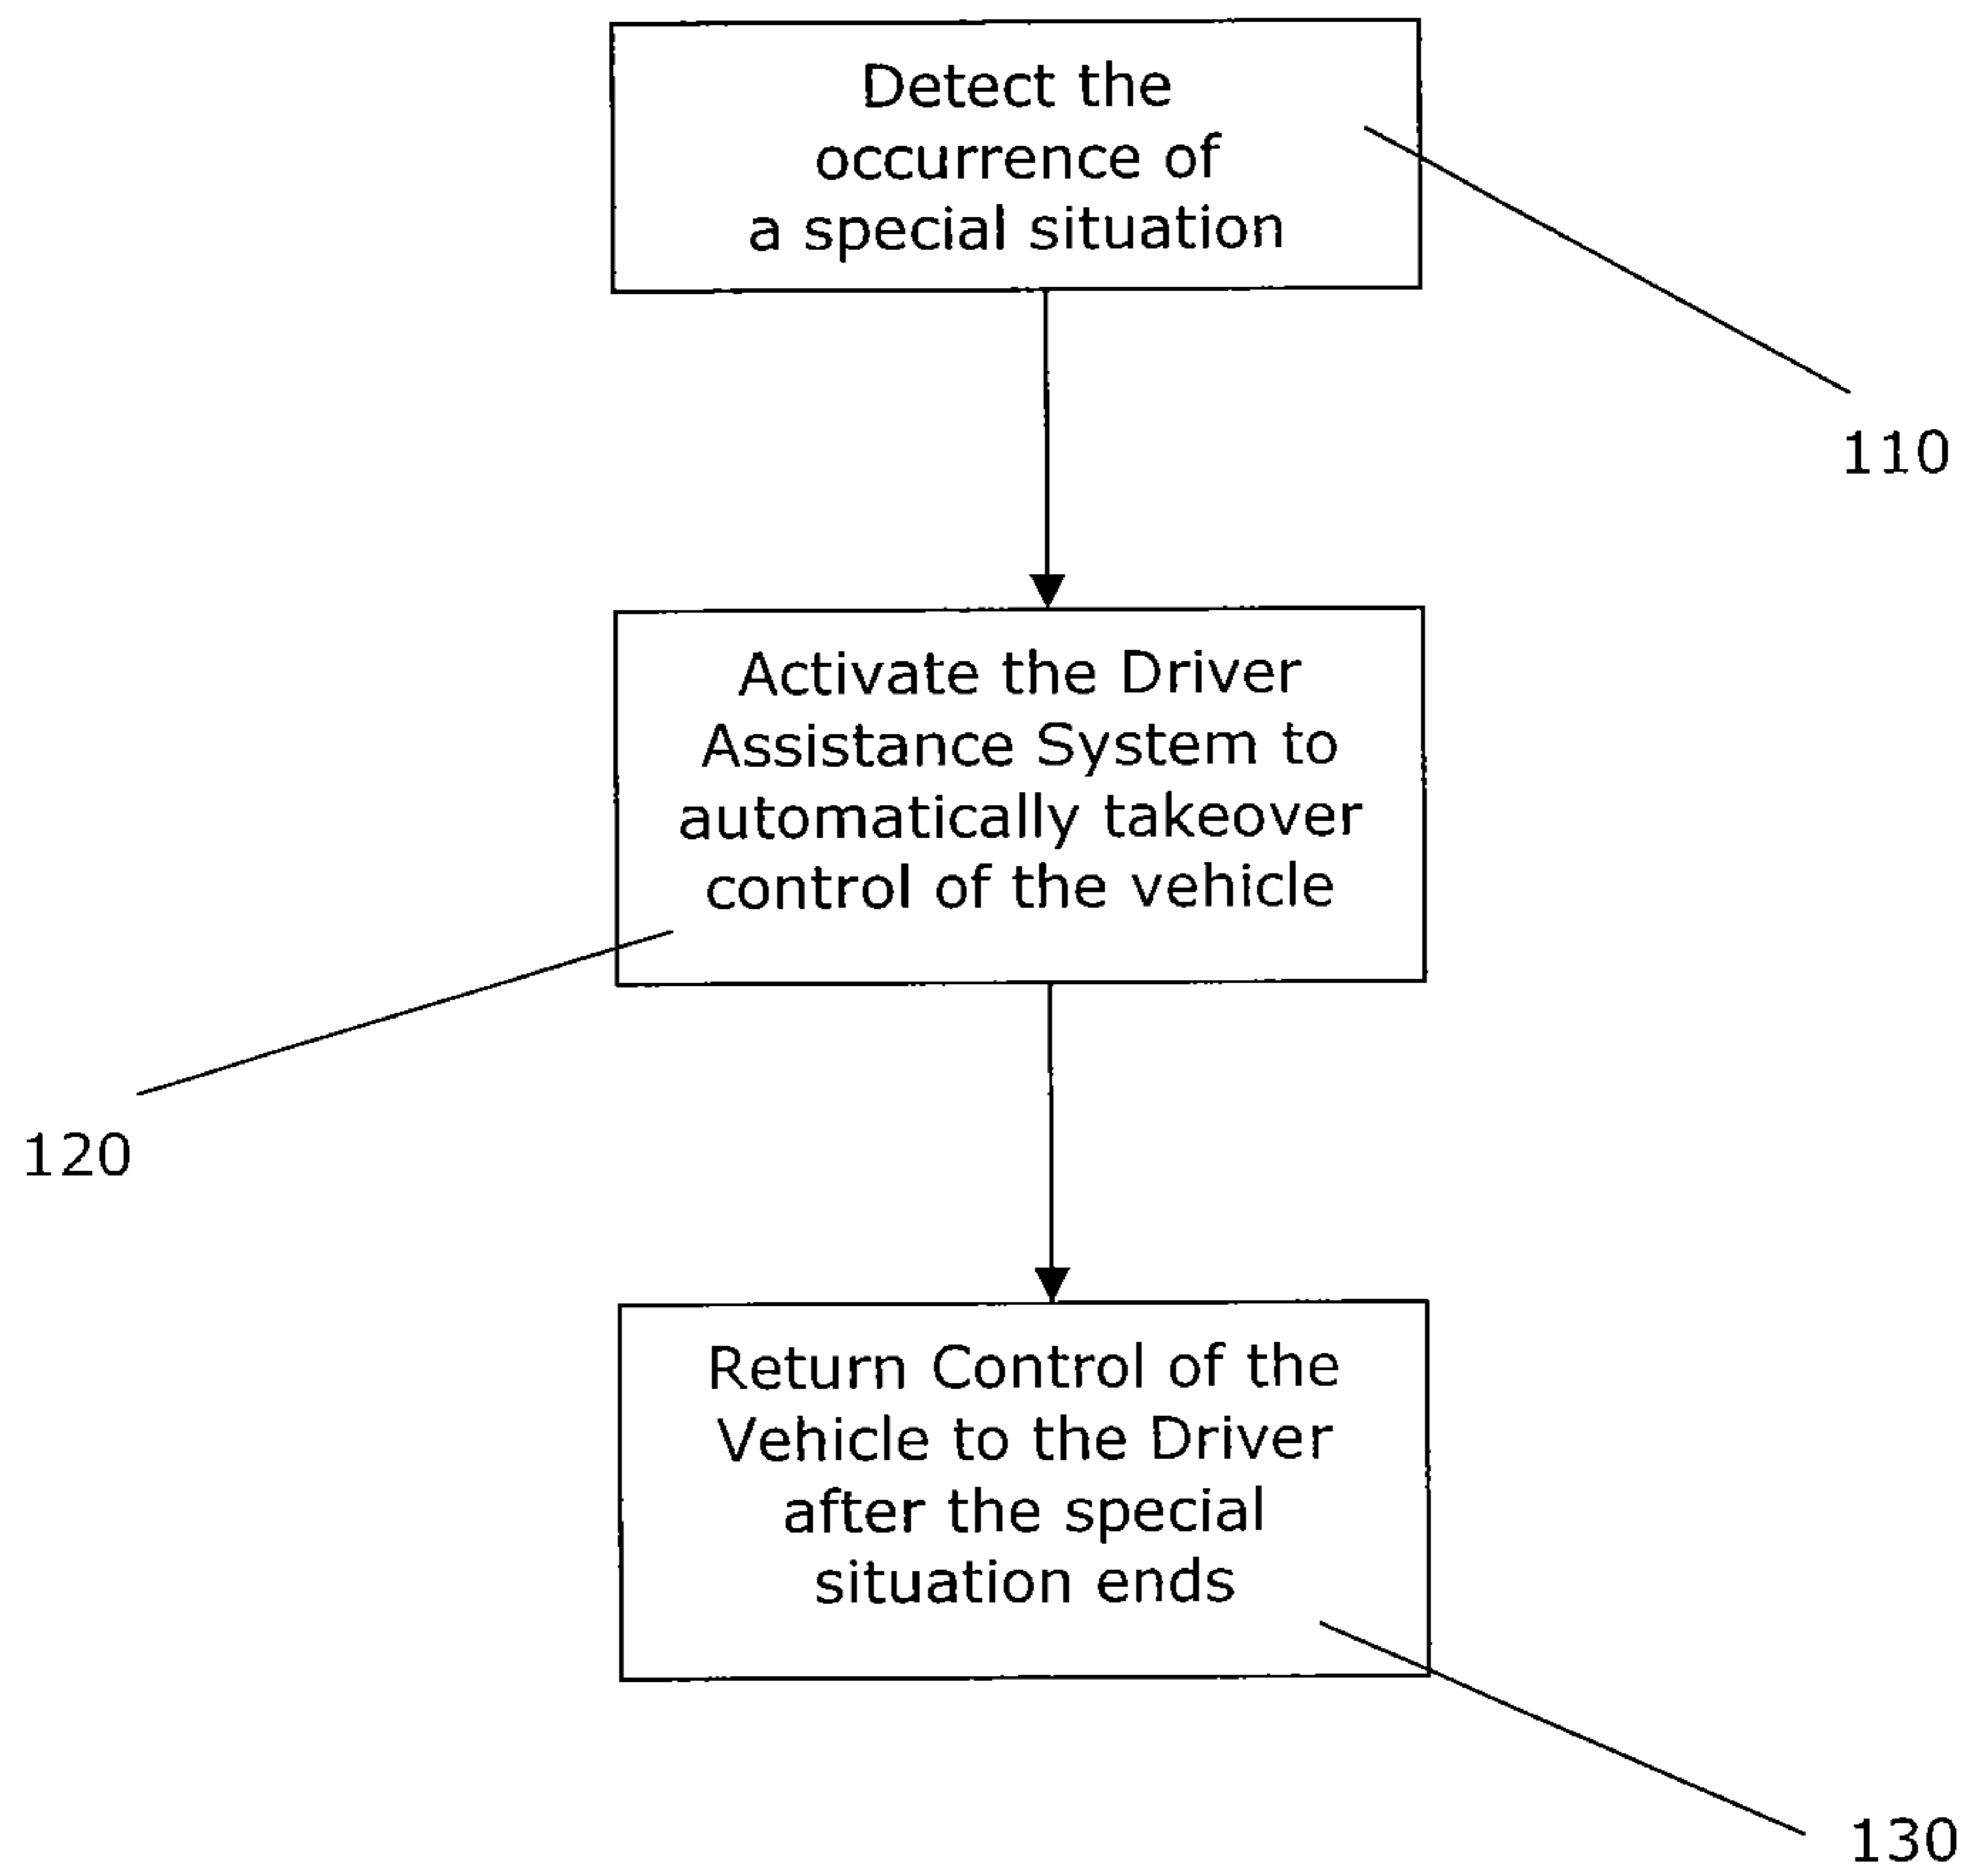 Detect the
occurrence of
a special situation
110
Activate the Driver
Assistance System to
automatically takeover
control of the vehicle
120
Return Control of the
Vehicle to the Driver
after the special
situation ends
130